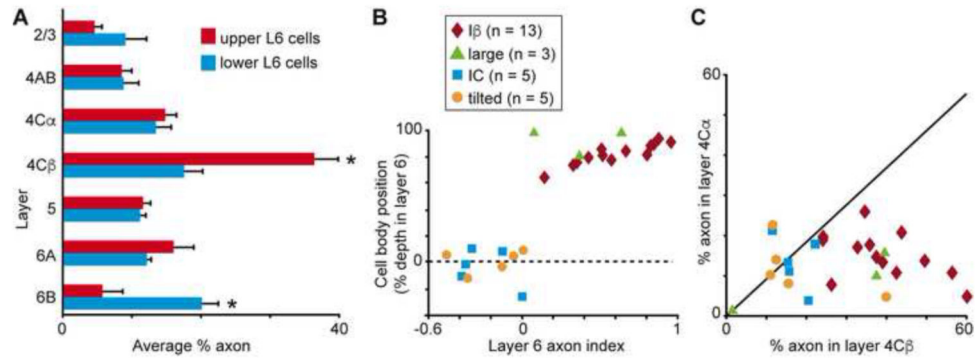 A
2/3
4AB
4Cα
4Cβ
5
6A
6B
Layer
upper L6 cells
lower L6 cells
*
*
0
40
Average % axon
B
Iβ (n = 13)
large (n = 3)
IC (n = 5)
tilted (n = 5)
100
0
-40
Cell body position
(% depth in layer 6)
-0.6
0
1
Layer 6 axon index
C
60
0
60
% axon in layer 4Cα
% axon in layer 4Cβ